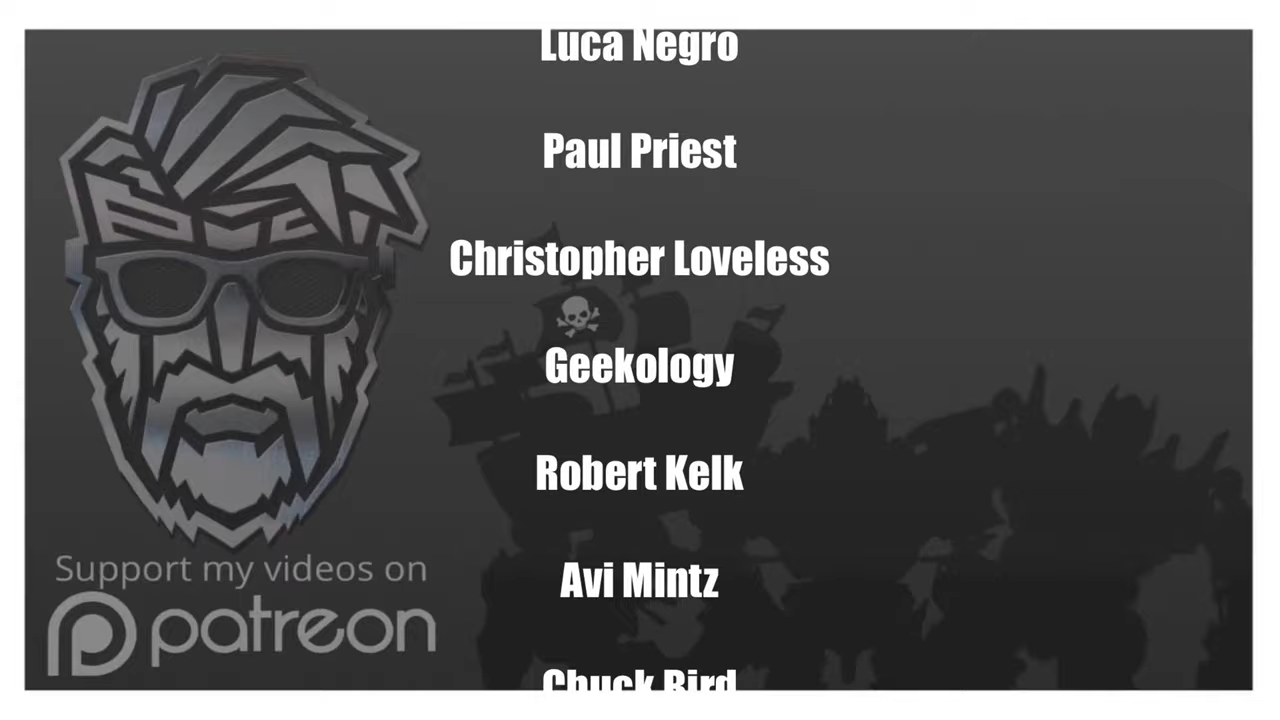 Luca Negro
Paul Priest
Christopher Loveless
Geekology
Robert Kelk
Avi Mintz
Chuck Bird
Support my videos on
patreon